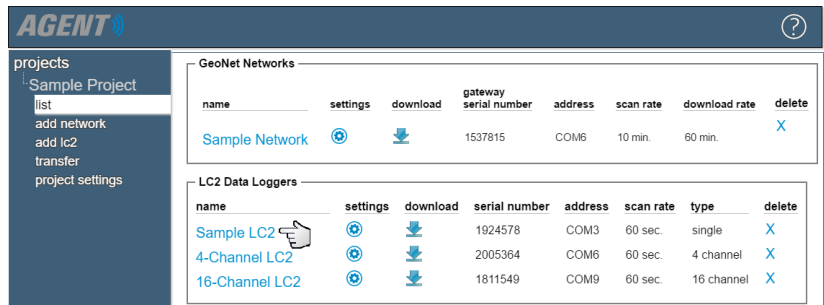 AGENT
?
projects
Sample Project
list
add network
add lc2
transfer
project settings
GeoNet Networks
name settings download gateway serial number address scan rate download rate delete
Sample Network 1537815 COM6 10 min. 60 min. X
LC2 Data Loggers
name settings download serial number address scan rate type delete
Sample LC2 1924578 COM3 60 sec. single X
4-Channel LC2 2005364 COM6 60 sec. 4 channel X
16-Channel LC2 1811549 COM9 60 sec. 16 channel X